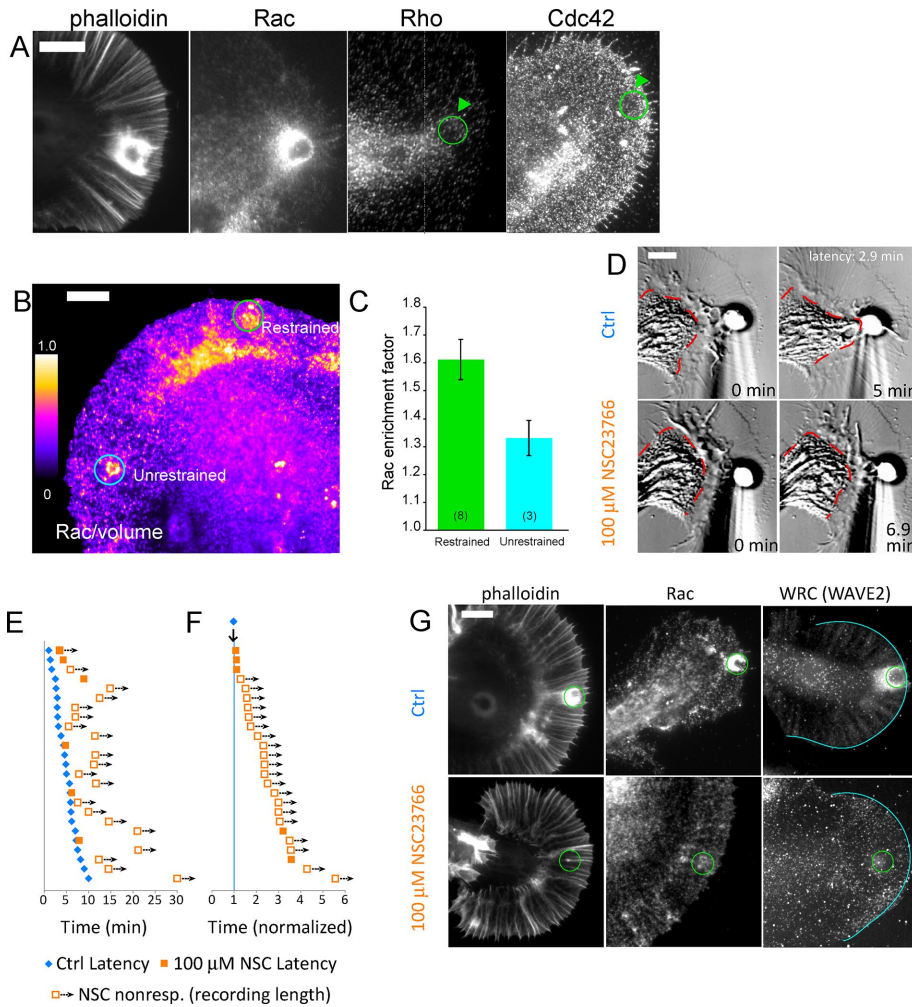 phalloidin Rac Rho Cdc42
A
B
1.0
0
Restrained
Unrestrained
Rac/volume
C
Rac enrichment factor
1.8
1.7
1.6
1.5
1.4
1.3
1.2
1.1
1.0
(8) (3)
Restrained Unrestrained
D
Ctrl
latency: 2.9 min
0 min 5 min
100 µM NSC23766
0 min 6.9 min
E
0 5 10 15 20 25 30
Time (min)
F
0 1 2 3 4 5 6
Time (normalized)
Ctrl Latency 100 µM NSC Latency
NSC nonresp. (recording length)
G
phalloidin Rac WRC (WAVE2)
Ctrl
100 µM NSC23766